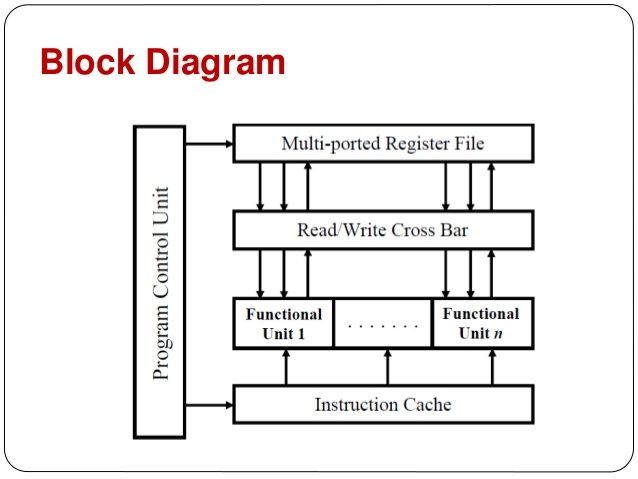 Block Diagram
Program Control Unit
Multi-ported Register File
Read/Write Cross Bar
Functional
Unit 1
. . . . . . .
Functional
Unit n
Instruction Cache